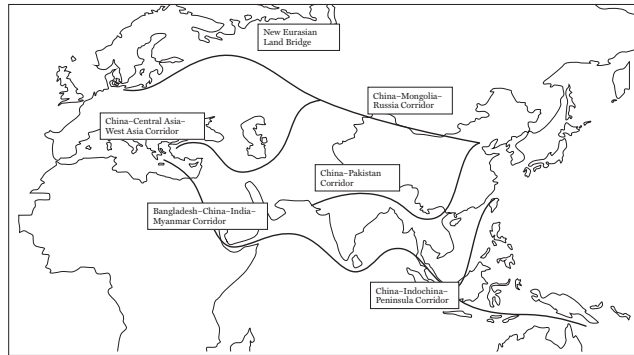 New Eurasian
Land Bridge
China–Mongolia–
Russia Corridor
China–Central Asia–
West Asia Corridor
China–Pakistan
Corridor
Bangladesh–China–India–
Myanmar Corridor
China–Indochina–
Peninsula Corridor